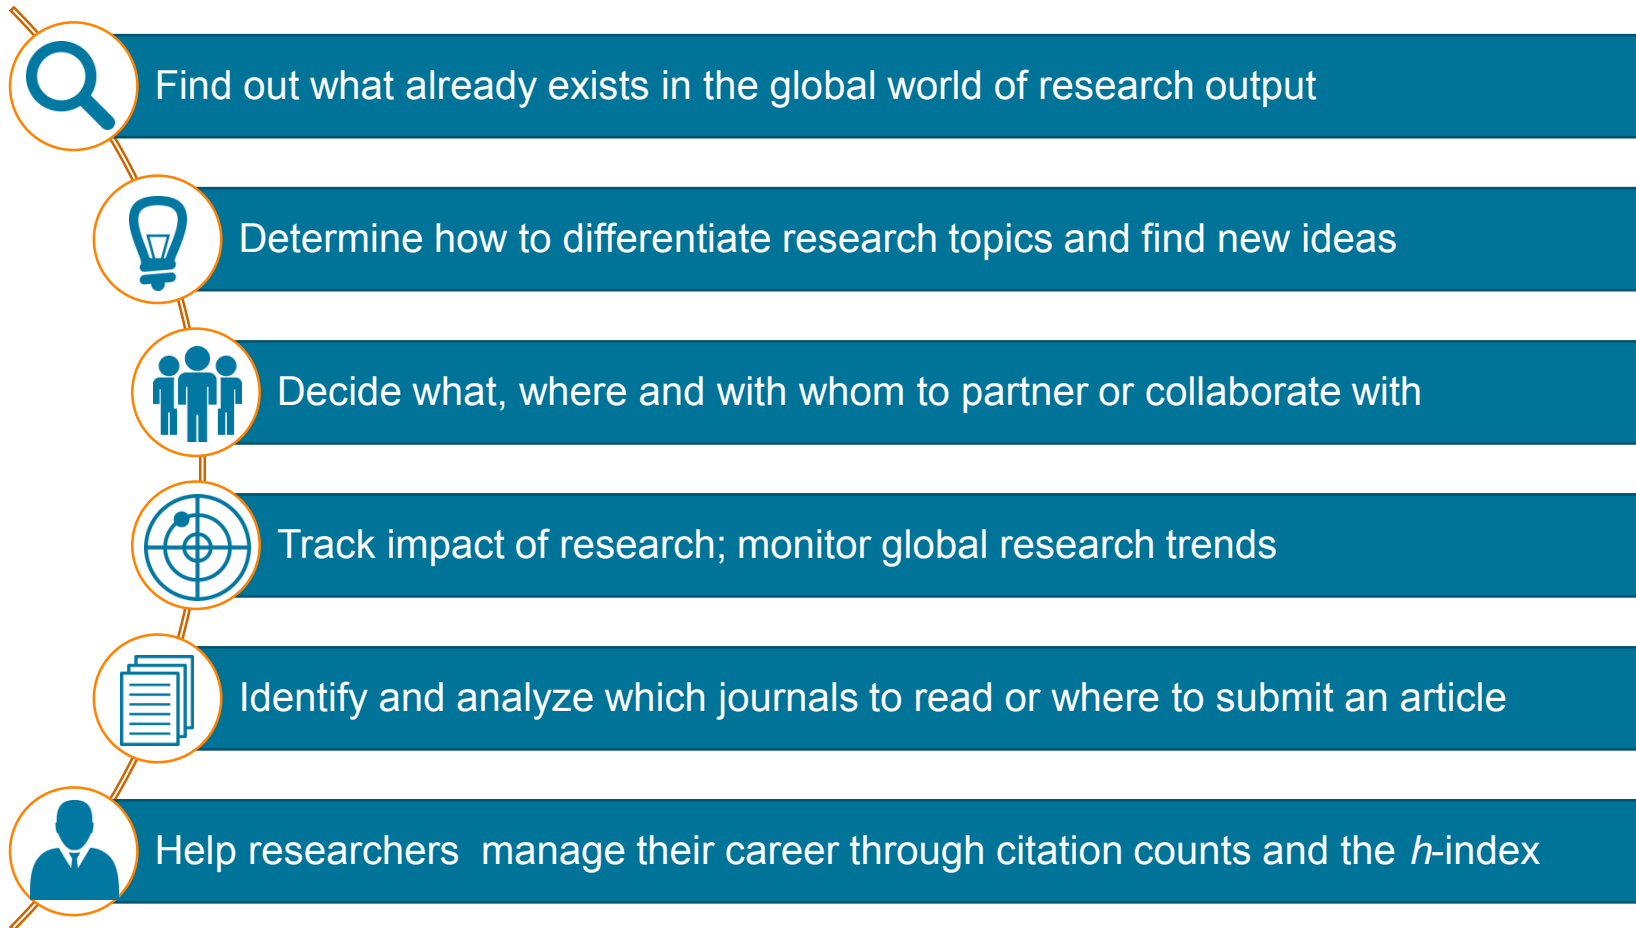 Find out what already exists in the global world of research output
Determine how to differentiate research topics and find new ideas
Decide what, where and with whom to partner or collaborate with
Track impact of research; monitor global research trends
Identify and analyze which journals to read or where to submit an article
Help researchers  manage their career through citation counts and the h-index